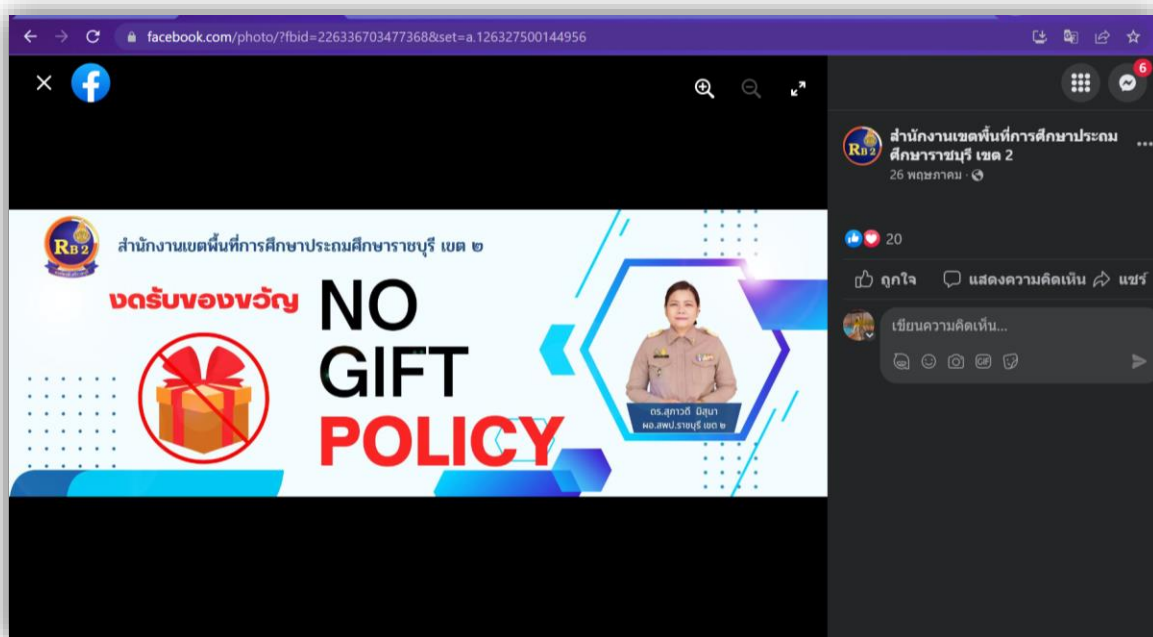 facebook.com/photo/?fbid=226336703477368&set=a.126327500144956
6
RB2
สำนักงานเขตพื้นที่การศึกษาประถม
ศึกษาราชบุรี เขต 2
26 พฤษภาคม
20
ถูกใจ
แสดงความคิดเห็น
แชร์
เขียนความคิดเห็น...
GIF
RB2
สำนักงานเขตพื้นที่การศึกษาประถมศึกษาราชบุรี เขต ๒
งดรับของขวัญ
NO
GIFT
POLICY
ดร.สุภาวดี มิสุนา
ผอ.สพป.ราชบุรี เขต ๒